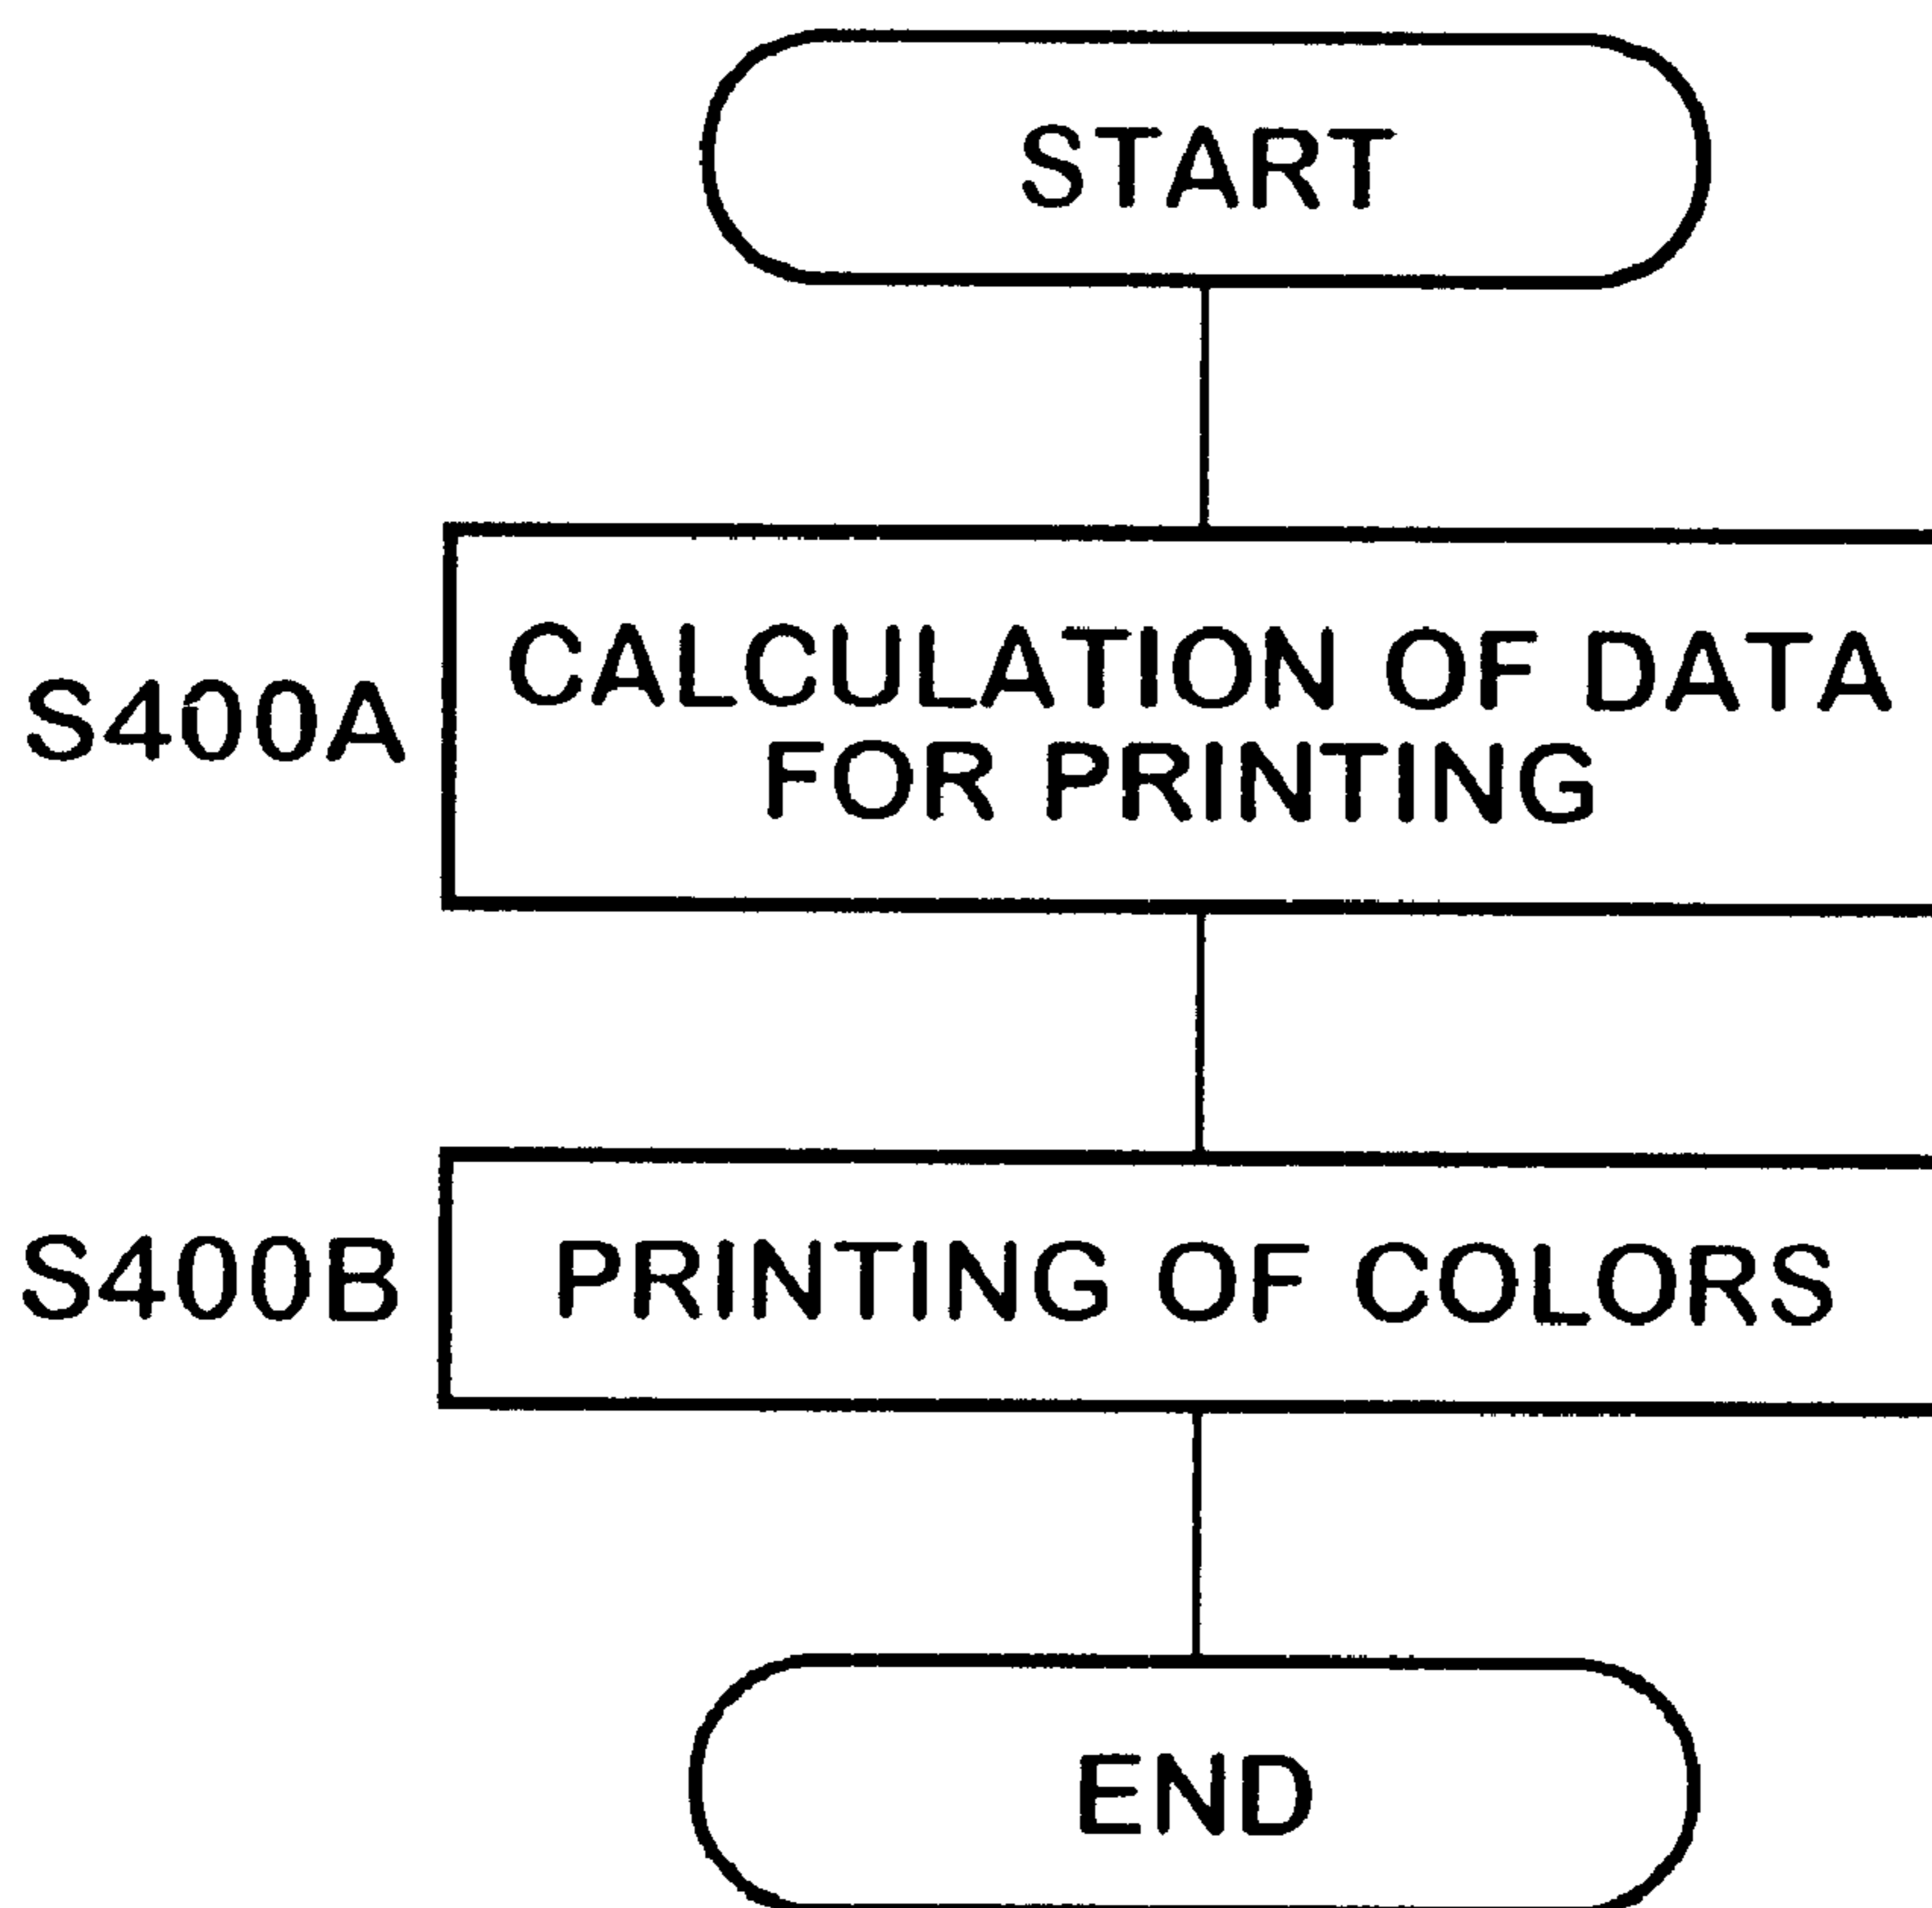 START
S400A
CALCULATION OF DATA
FOR PRINTING
S400B
PRINTING OF COLORS
END